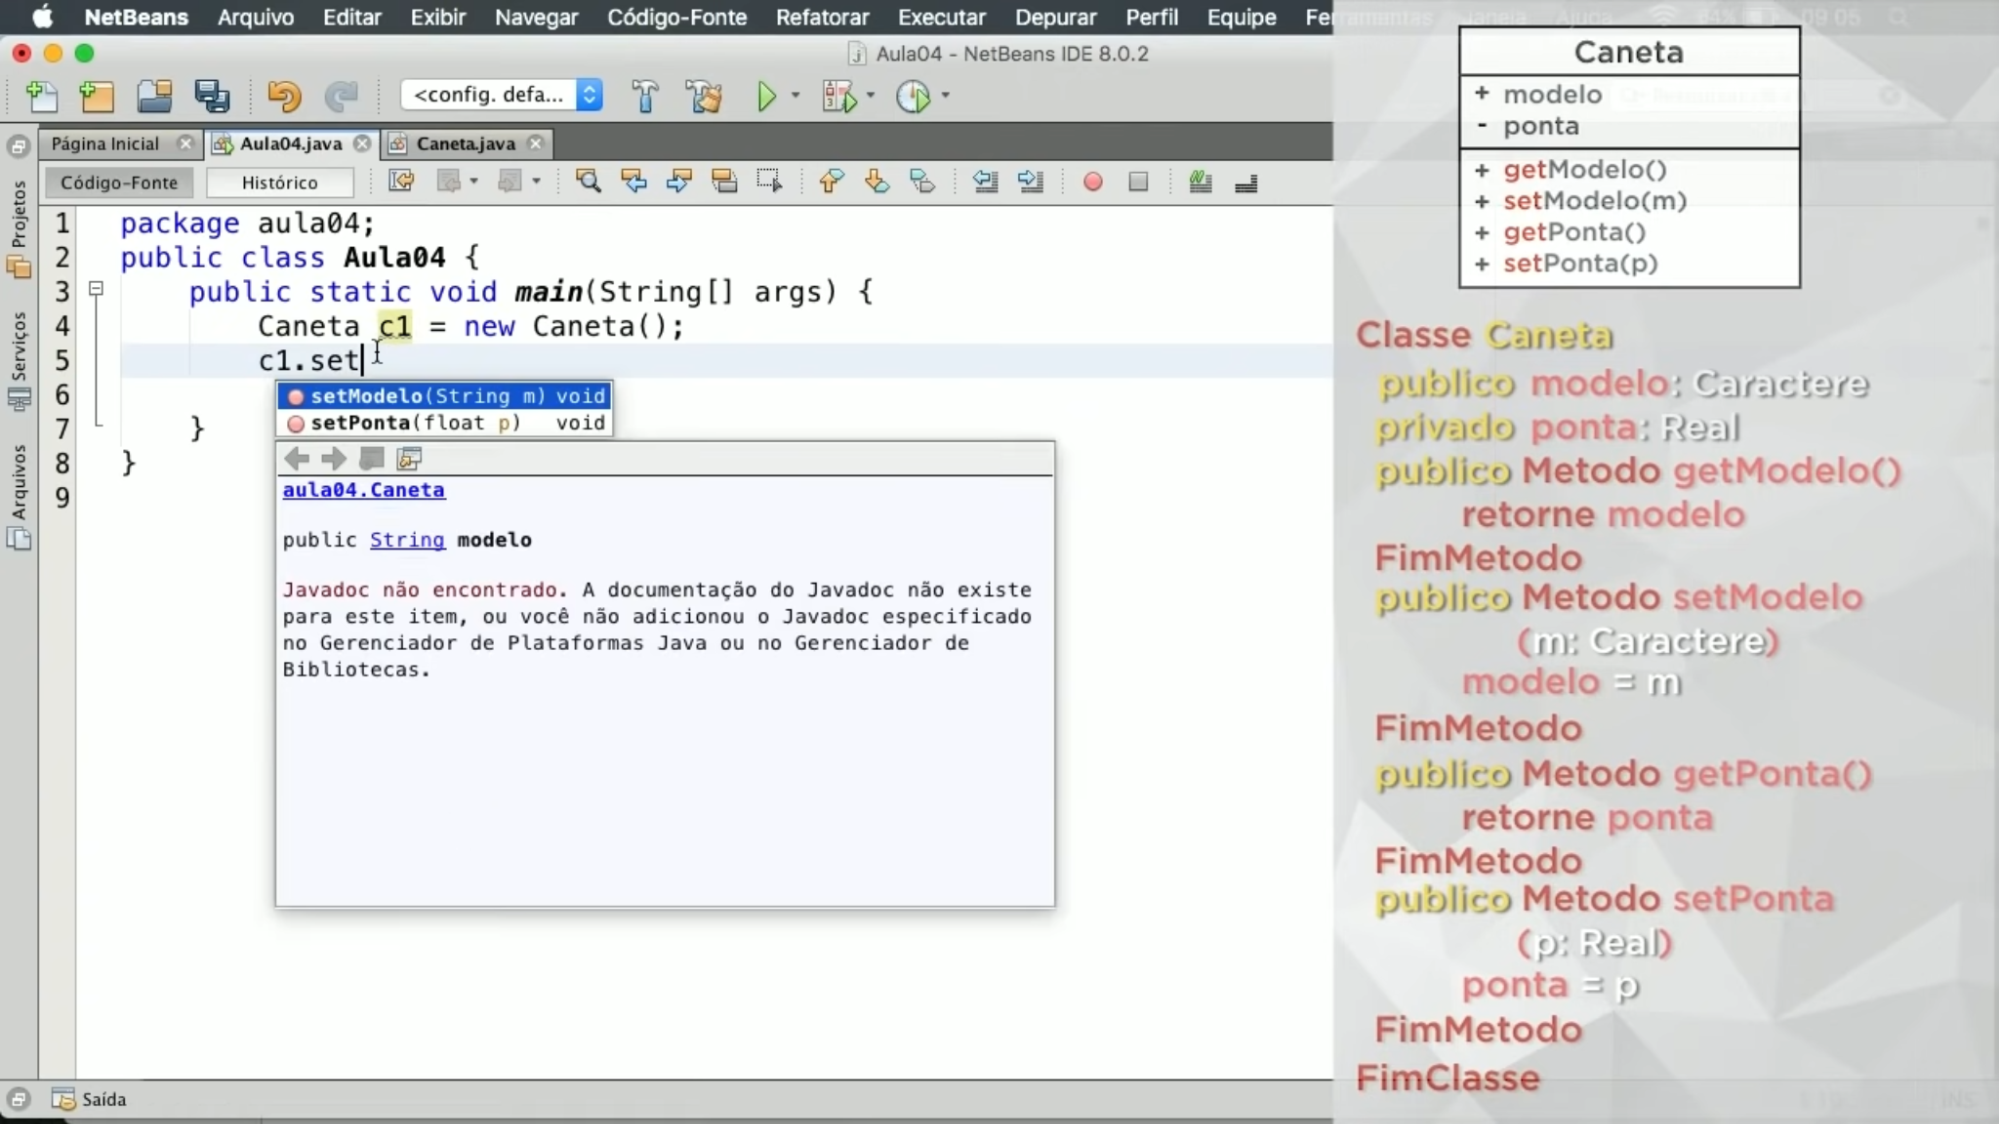 NetBeans Arquivo Editar Exibir Navegar Código-Fonte Refatorar Executar Depurar Perfil Equipe Ferramentas Janela Ajuda
Aula04 - NetBeans IDE 8.0.2
<config. defa...
Página Inicial Aula04.java Caneta.java
Código-Fonte Histórico
Projetos
Serviços
Arquivos
1 package aula04;
2 public class Aula04 {
3 public static void main(String[] args) {
4 Caneta c1 = new Caneta();
5 c1.set
6
7 }
8 }
9
setModelo(String m) void
setPonta(float p) void
aula04.Caneta
public String modelo
Javadoc não encontrado. A documentação do Javadoc não existe
para este item, ou você não adicionou o Javadoc especificado
no Gerenciador de Plataformas Java ou no Gerenciador de
Bibliotecas.
Saída
Caneta
+ modelo
- ponta
+ getModelo()
+ setModelo(m)
+ getPonta()
+ setPonta(p)
Classe Caneta
publico modelo: Caractere
privado ponta: Real
publico Metodo getModelo()
retorne modelo
FimMetodo
publico Metodo setModelo
(m: Caractere)
modelo = m
FimMetodo
publico Metodo getPonta()
retorne ponta
FimMetodo
publico Metodo setPonta
(p: Real)
ponta = p
FimMetodo
FimClasse